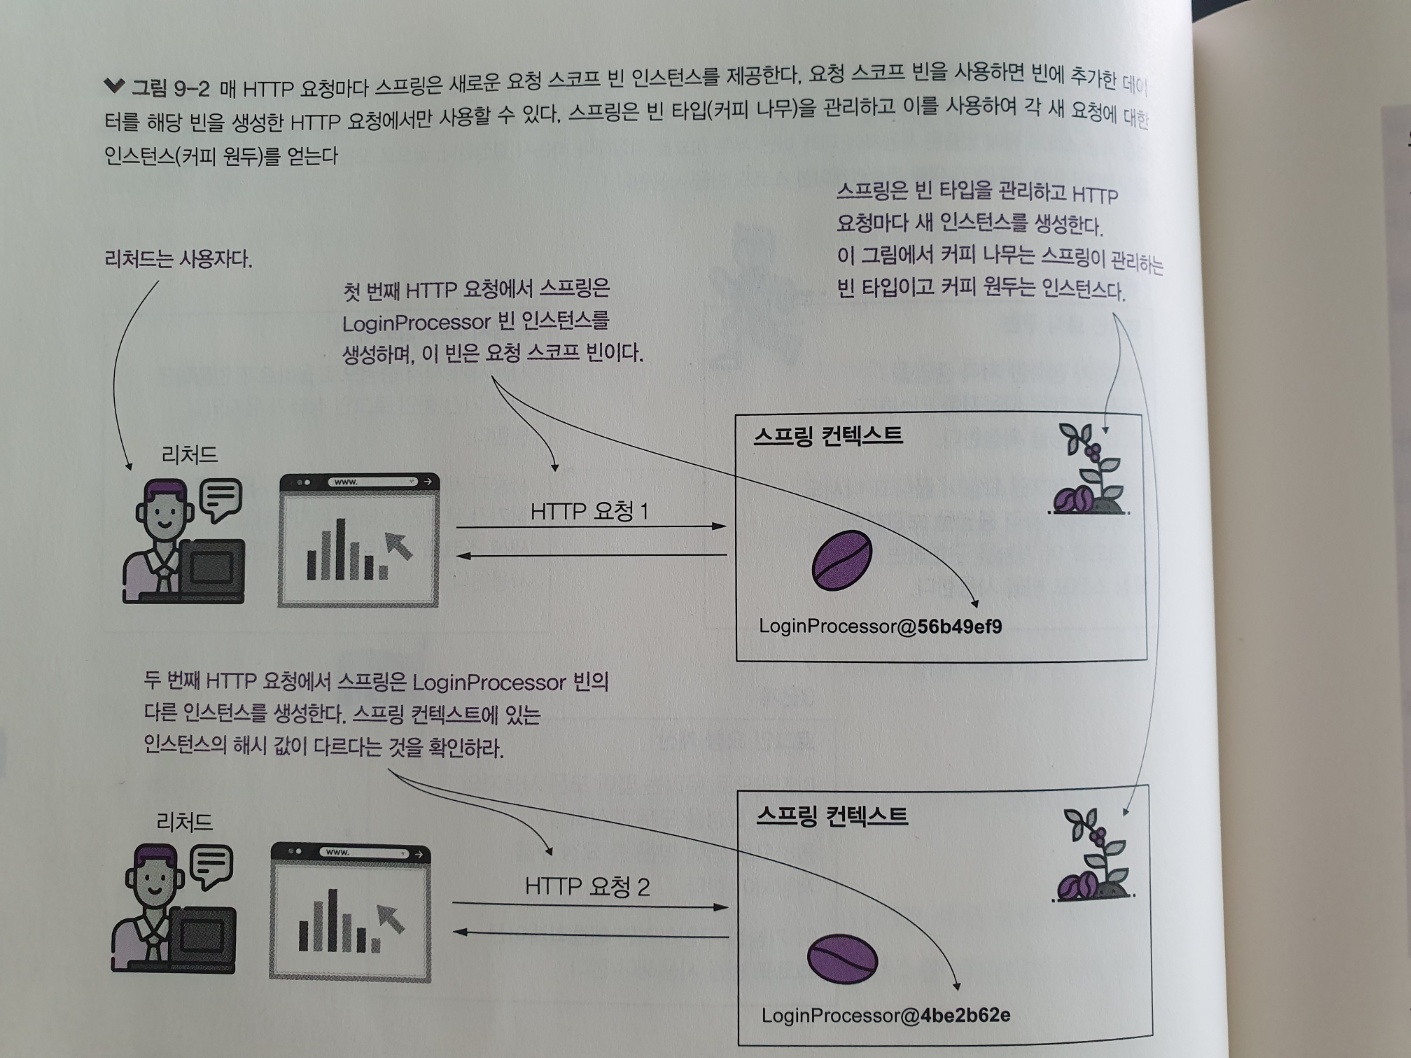 그림 9-2 매 HTTP 요청마다 스프링은 새로운 요청 스코프 빈 인스턴스를 제공한다. 요청 스코프 빈을 사용하면 빈에 추가한 데이
터를 해당 빈을 생성한 HTTP 요청에서만 사용할 수 있다. 스프링은 빈 타입(커피 나무)을 관리하고 이를 사용하여 각 새 요청에 대한
인스턴스(커피 원두)를 얻는다
스프링은 빈 타입을 관리하고 HTTP
요청마다 새 인스턴스를 생성한다.
이 그림에서 커피 나무는 스프링이 관리하는
빈 타입이고 커피 원두는 인스턴스다.
리처드는 사용자다.
첫 번째 HTTP 요청에서 스프링은
LoginProcessor 빈 인스턴스를
생성하며, 이 빈은 요청 스코프 빈이다.
리처드
www.
HTTP 요청 1
스프링 컨텍스트
LoginProcessor@56b49ef9
두 번째 HTTP 요청에서 스프링은 LoginProcessor 빈의
다른 인스턴스를 생성한다. 스프링 컨텍스트에 있는
인스턴스의 해시 값이 다르다는 것을 확인하라.
리처드
www.
HTTP 요청 2
스프링 컨텍스트
LoginProcessor@4be2b62e